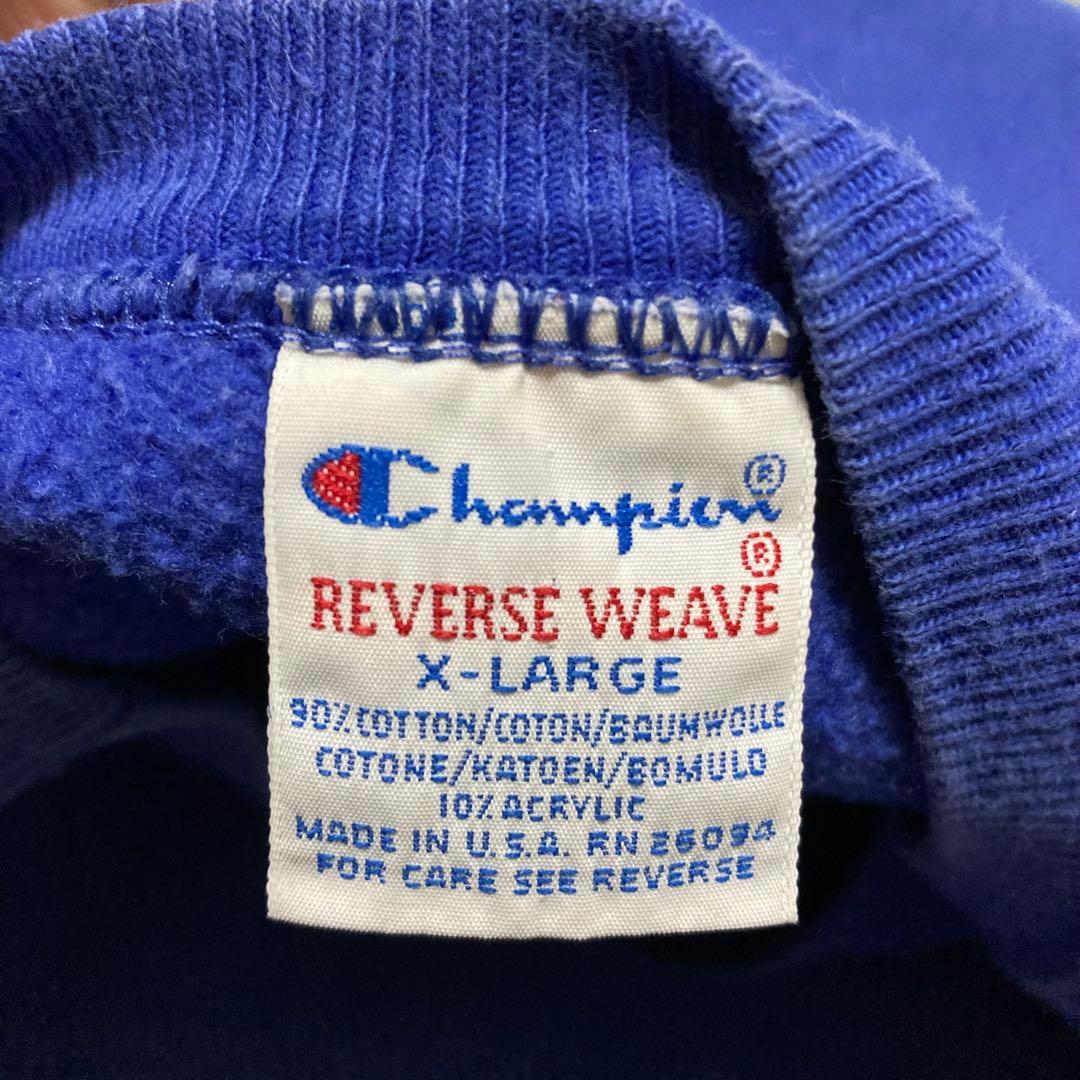 Champion®
REVERSE WEAVE®
X-LARGE
90% COTTON/COTON/BAUMWOLLE
COTONE/KATOEN/BOMULD
10% ACRYLIC
MADE IN U.S.A. RN 26094
FOR CARE SEE REVERSE